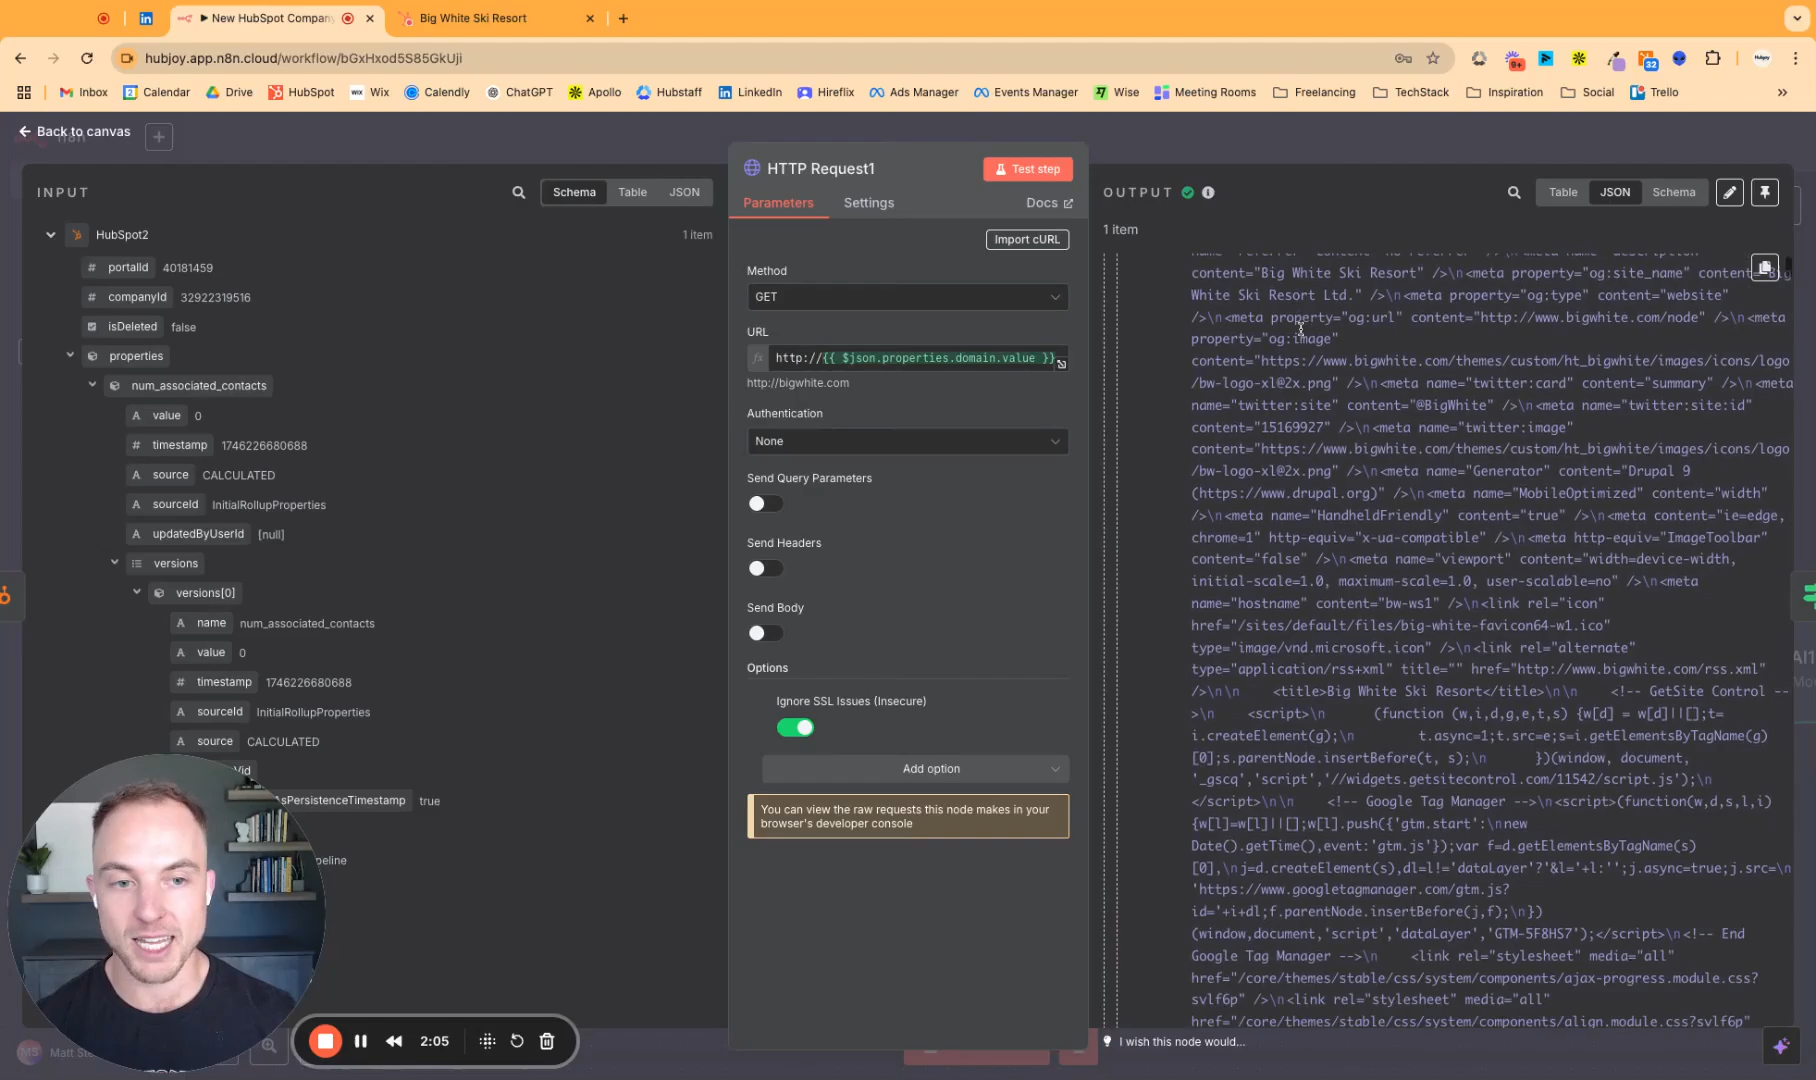 ▶ New HubSpot Company
Big White Ski Resort
hubjoy.app.n8n.cloud/workflow/bGxHxod5S85GkUji
9+
32
Hubjoy
Inbox
Calendar
Drive
HubSpot
Wix
Calendly
ChatGPT
Apollo
Hubstaff
LinkedIn
Hireflix
Ads Manager
Events Manager
Wise
Meeting Rooms
Freelancing
TechStack
Inspiration
Social
Trello
Back to canvas
INPUT
Schema
Table
JSON
HubSpot2
1 item
# portalId 40181459
# companyId 32922319516
isDeleted false
properties
num_associated_contacts
A value 0
# timestamp 1746226680688
A source CALCULATED
A sourceId InitialRollupProperties
A updatedByUserId [null]
versions
versions[0]
A name num_associated_contacts
A value 0
# timestamp 1746226680688
A sourceId InitialRollupProperties
A source CALCULATED
Vid
AsPersistenceTimestamp true
Matt Ste
2:05
HTTP Request1
Test step
Parameters
Settings
Docs
Import cURL
Method
GET
URL
fx http://{{ $json.properties.domain.value }}
http://bigwhite.com
Authentication
None
Send Query Parameters
Send Headers
Send Body
Options
Ignore SSL Issues (Insecure)
Add option
You can view the raw requests this node makes in your
browser's developer console
OUTPUT
Table
JSON
Schema
1 item
name="referrer" content="no-referrer" /><meta name="description"
content="Big White Ski Resort" />\n<meta property="og:site_name" content="Big
White Ski Resort Ltd." />\n<meta property="og:type" content="website"
/>\n<meta property="og:url" content="http://www.bigwhite.com/node" />\n<meta
property="og:image"
content="https://www.bigwhite.com/themes/custom/ht_bigwhite/images/icons/logo
/bw-logo-xl@2x.png" />\n<meta name="twitter:card" content="summary" />\n<meta
name="twitter:site" content="@BigWhite" />\n<meta name="twitter:site:id"
content="15169927" />\n<meta name="twitter:image"
content="https://www.bigwhite.com/themes/custom/ht_bigwhite/images/icons/logo
/bw-logo-xl@2x.png" />\n<meta name="Generator" content="Drupal 9
(https://www.drupal.org)" />\n<meta name="MobileOptimized" content="width"
/>\n<meta name="HandheldFriendly" content="true" />\n<meta content="ie=edge,
chrome=1" http-equiv="x-ua-compatible" />\n<meta http-equiv="ImageToolbar"
content="false" />\n<meta name="viewport" content="width=device-width,
initial-scale=1.0, maximum-scale=1.0, user-scalable=no" />\n<meta
name="hostname" content="bw-ws1" />\n<link rel="icon"
href="/sites/default/files/big-white-favicon64-w1.ico"
type="image/vnd.microsoft.icon" />\n<link rel="alternate"
type="application/rss+xml" title="" href="http://www.bigwhite.com/rss.xml"
/>\n\n <title>Big White Ski Resort</title>\n\n <!-- GetSite Control --
>\n <script>\n (function (w,i,d,g,e,t,s) {w[d] = w[d]||[];t=
i.createElement(g);\n t.async=1;t.src=e;s=i.getElementsByTagName(g)
[0];s.parentNode.insertBefore(t, s);\n })(window, document,
'_gscq','script','//widgets.getsitecontrol.com/11542/script.js');\n
</script>\n\n <!-- Google Tag Manager -->\n<script>(function(w,d,s,l,i)
{w[l]=w[l]||[];w[l].push({'gtm.start':\nnew
Date().getTime(),event:'gtm.js'});var f=d.getElementsByTagName(s)
[0],\nj=d.createElement(s),dl=l!='dataLayer'?'&l='+l:'';j.async=true;j.src=\n
'https://www.googletagmanager.com/gtm.js?
id='+i+dl;f.parentNode.insertBefore(j,f);\n})
(window,document,'script','dataLayer','GTM-5F8HS7');</script>\n<!-- End
Google Tag Manager -->\n <link rel="stylesheet" media="all"
href="/core/themes/stable/css/system/components/ajax-progress.module.css?
svlf6p" />\n<link rel="stylesheet" media="all"
href="/core/themes/stable/css/system/components/align.module.css?svlf6p"
I wish this node would...